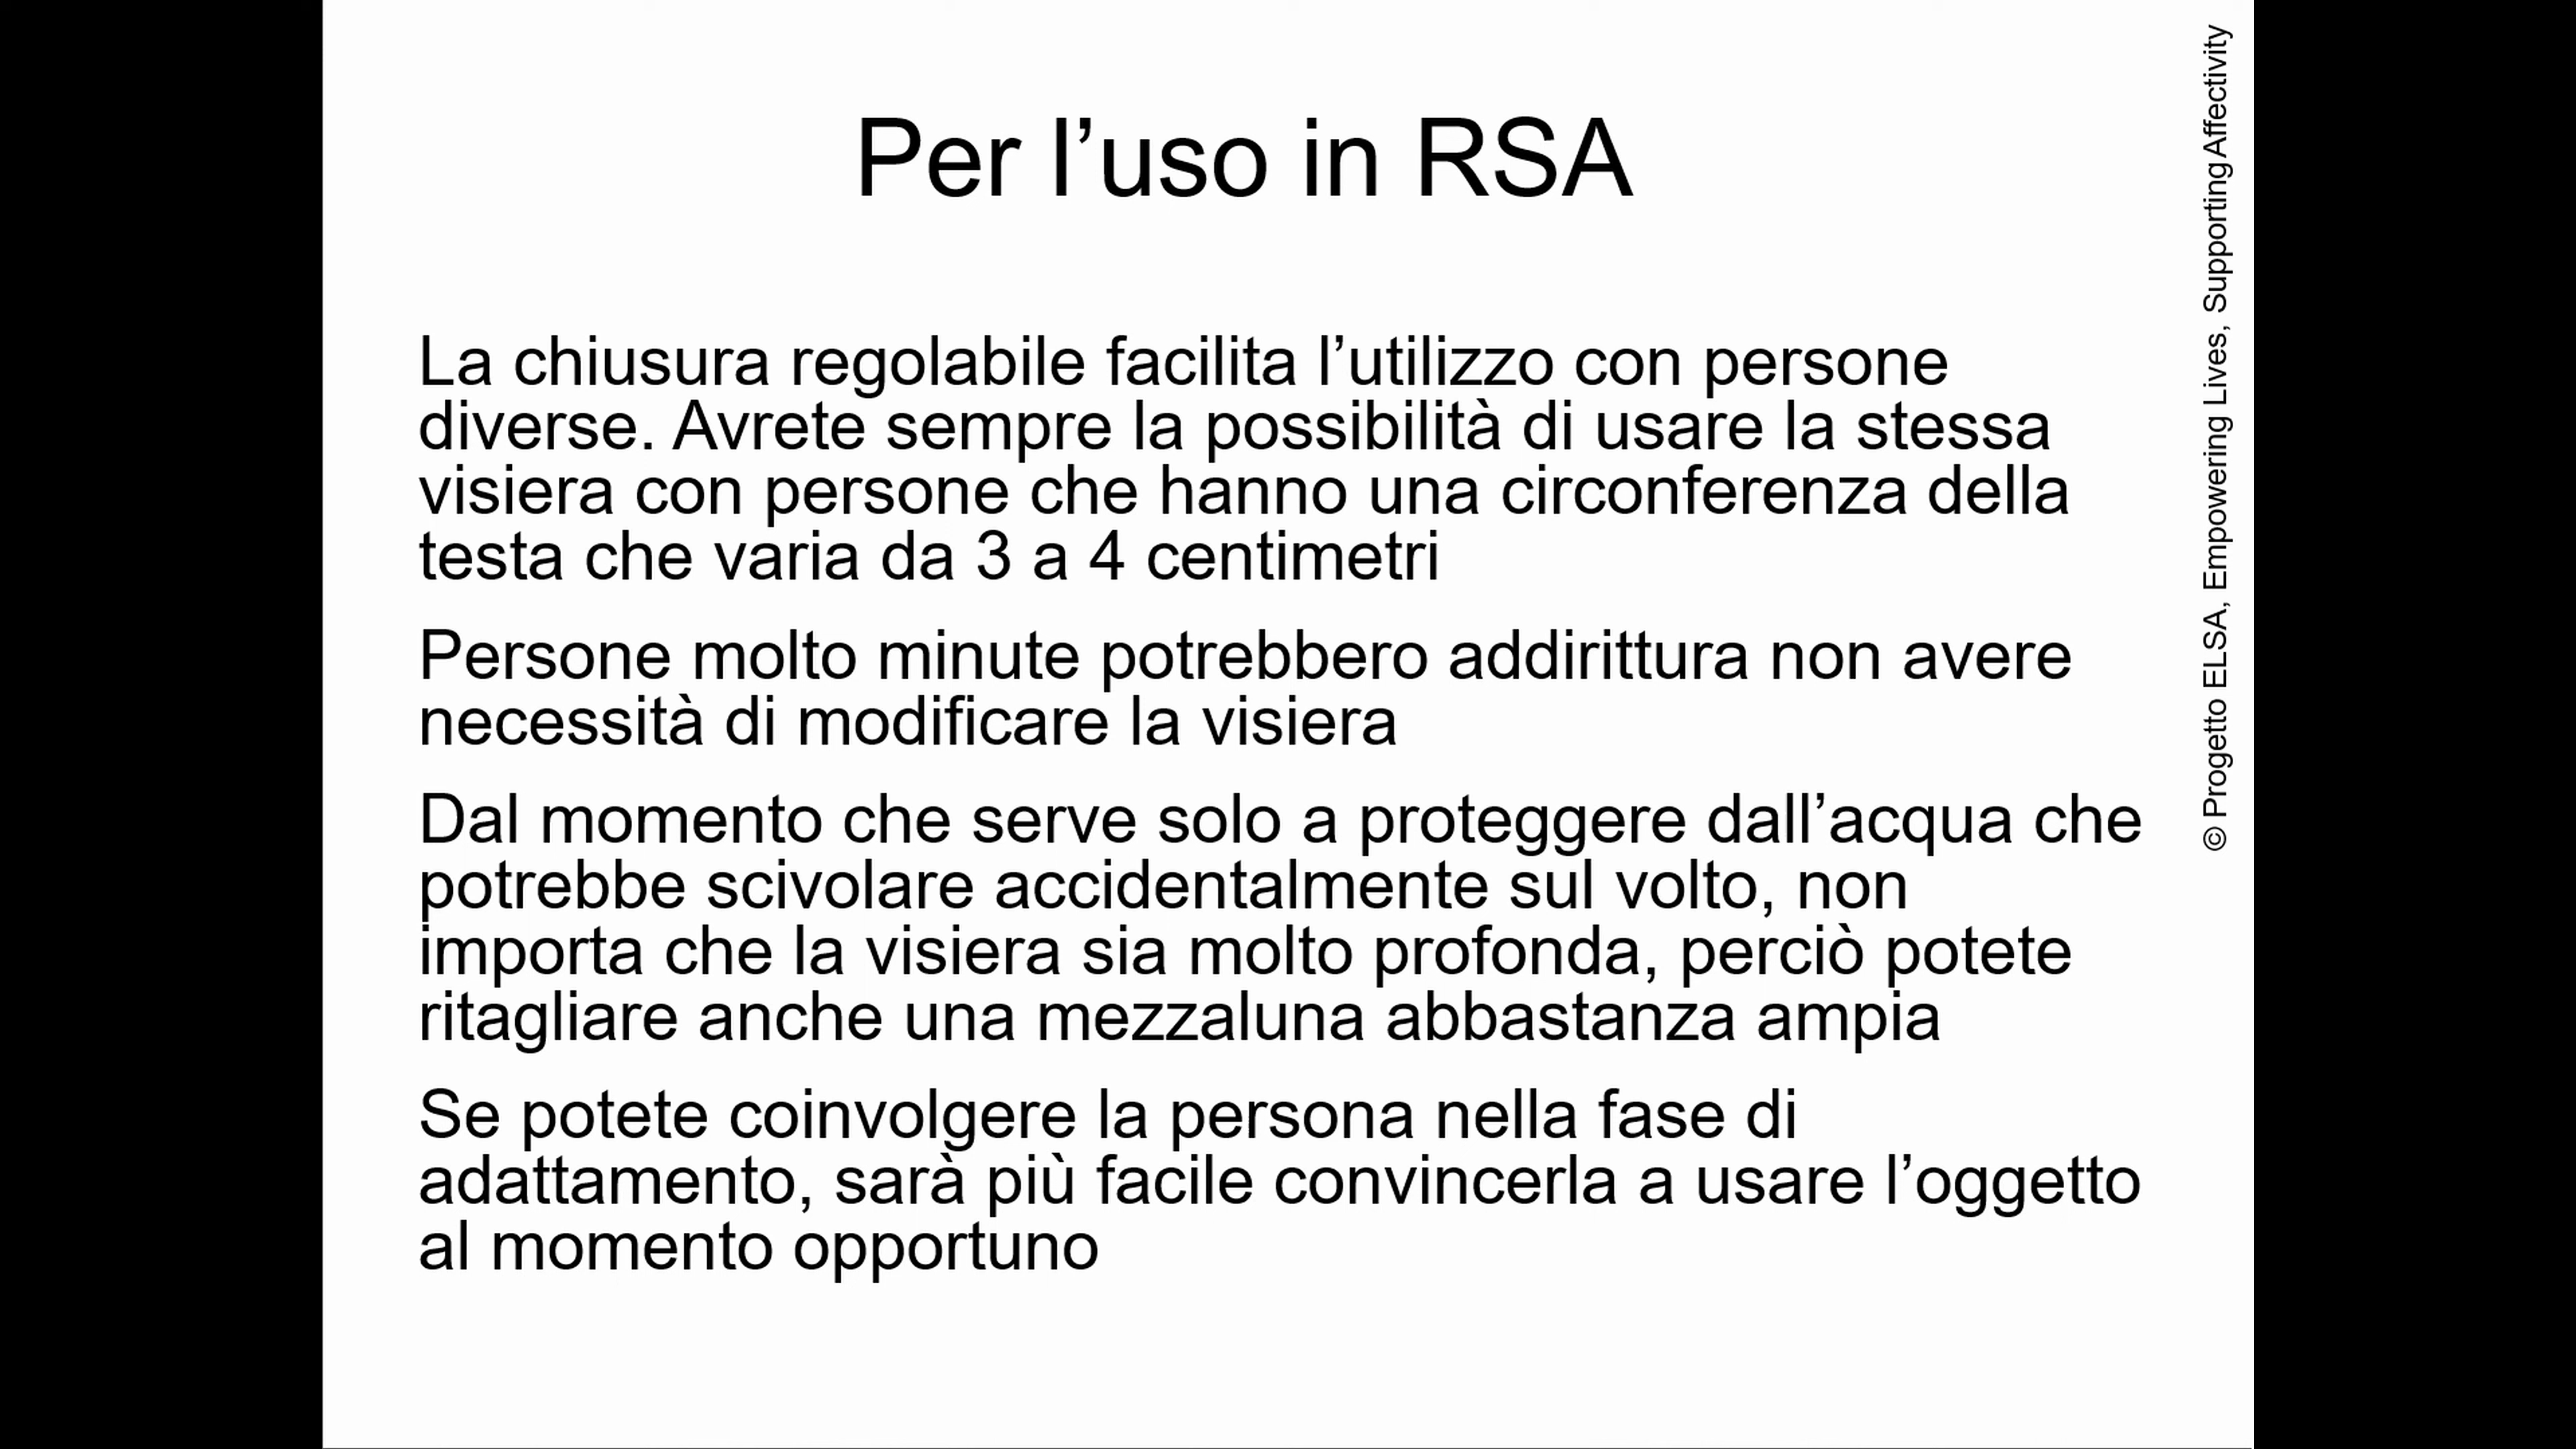 Per l’uso in RSA
La chiusura regolabile facilita l’utilizzo con persone
diverse. Avrete sempre la possibilità di usare la stessa
visiera con persone che hanno una circonferenza della
testa che varia da 3 a 4 centimetri
Persone molto minute potrebbero addirittura non avere
necessità di modificare la visiera
Dal momento che serve solo a proteggere dall’acqua che
potrebbe scivolare accidentalmente sul volto, non
importa che la visiera sia molto profonda, perciò potete
ritagliare anche una mezzaluna abbastanza ampia
Se potete coinvolgere la persona nella fase di
adattamento, sarà più facile convincerla a usare l’oggetto
al momento opportuno
© Progetto ELSA, Empowering Lives, Supporting Affectivity